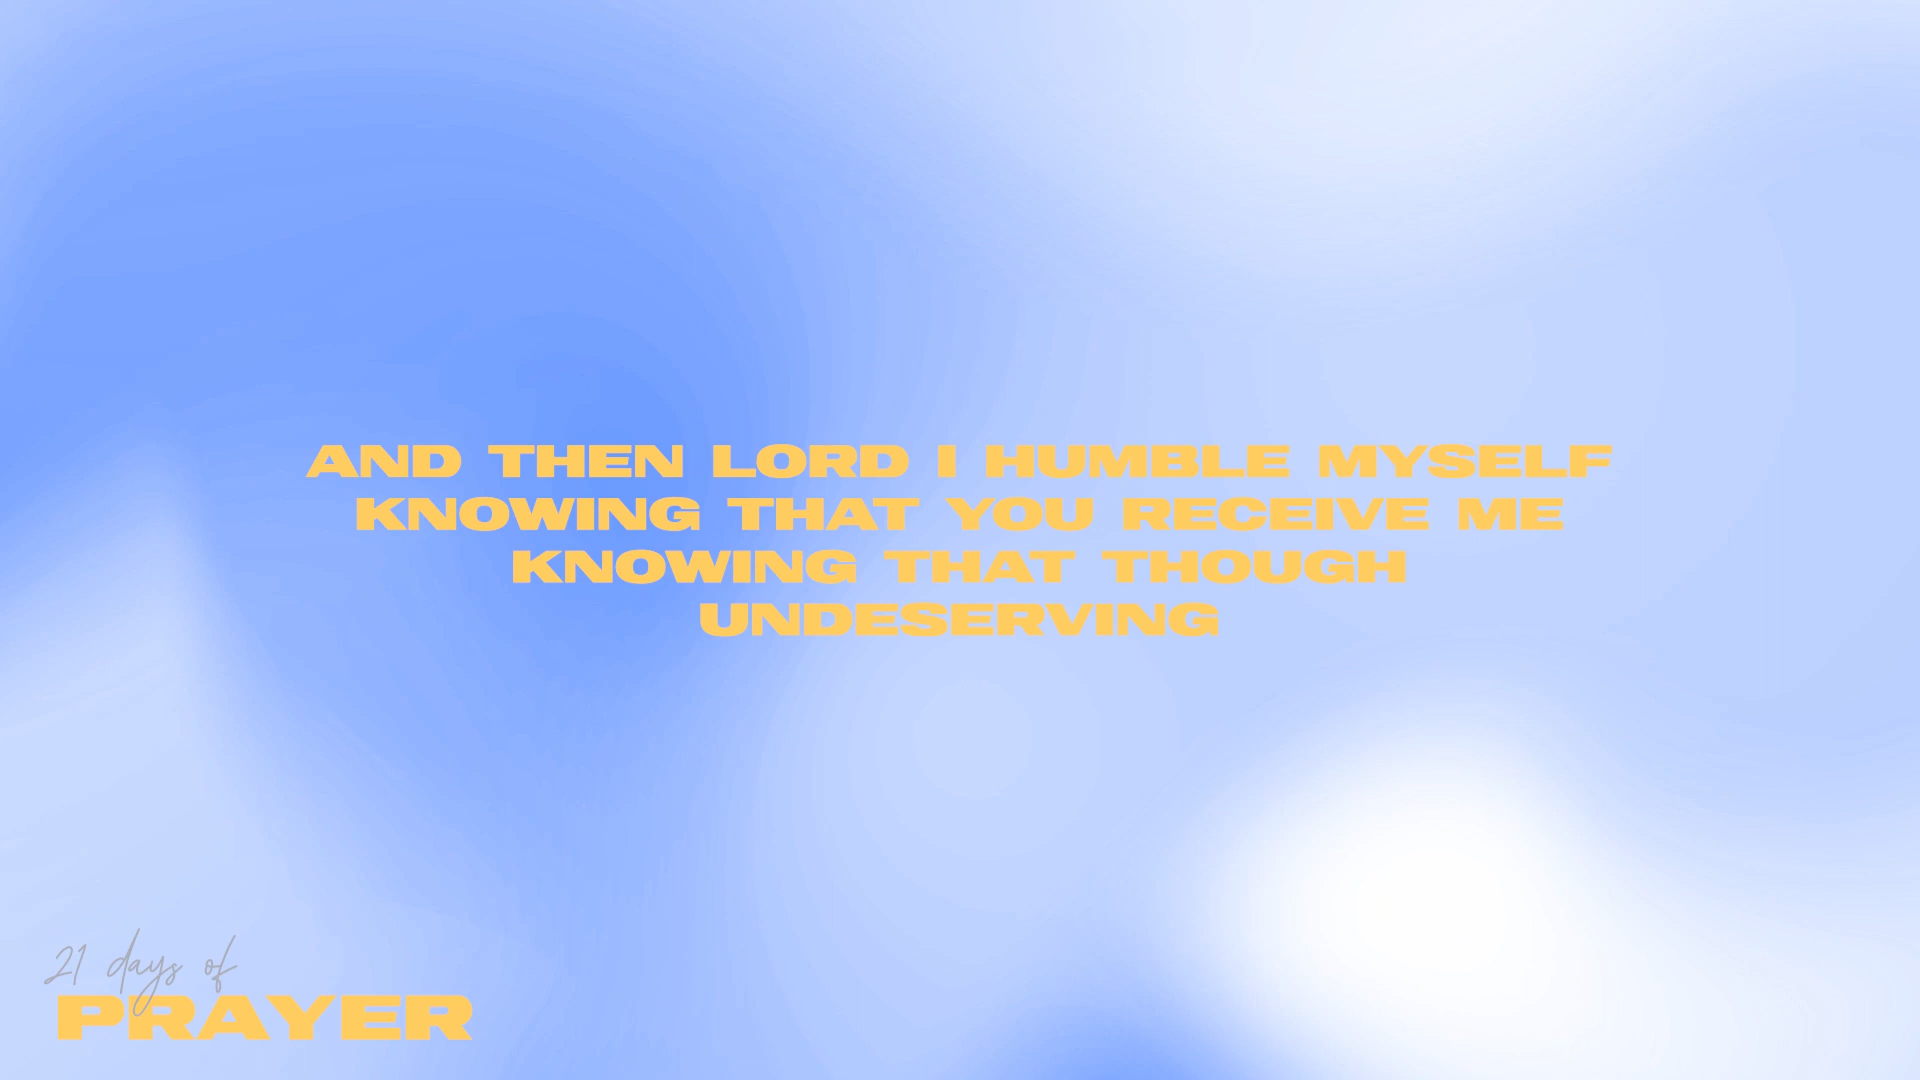 AND THEN LORD I HUMBLE MYSELF
KNOWING THAT YOU RECEIVE ME
KNOWING THAT THOUGH
UNDESERVING
21 days of
PRAYER